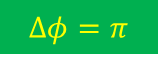 Δϕ = π